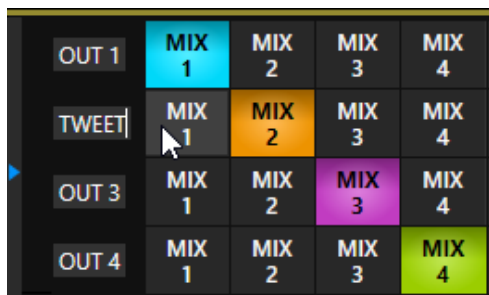 OUT 1 MIX 1 MIX 2 MIX 3 MIX 4
TWEET MIX 1 MIX 2 MIX 3 MIX 4
OUT 3 MIX 1 MIX 2 MIX 3 MIX 4
OUT 4 MIX 1 MIX 2 MIX 3 MIX 4